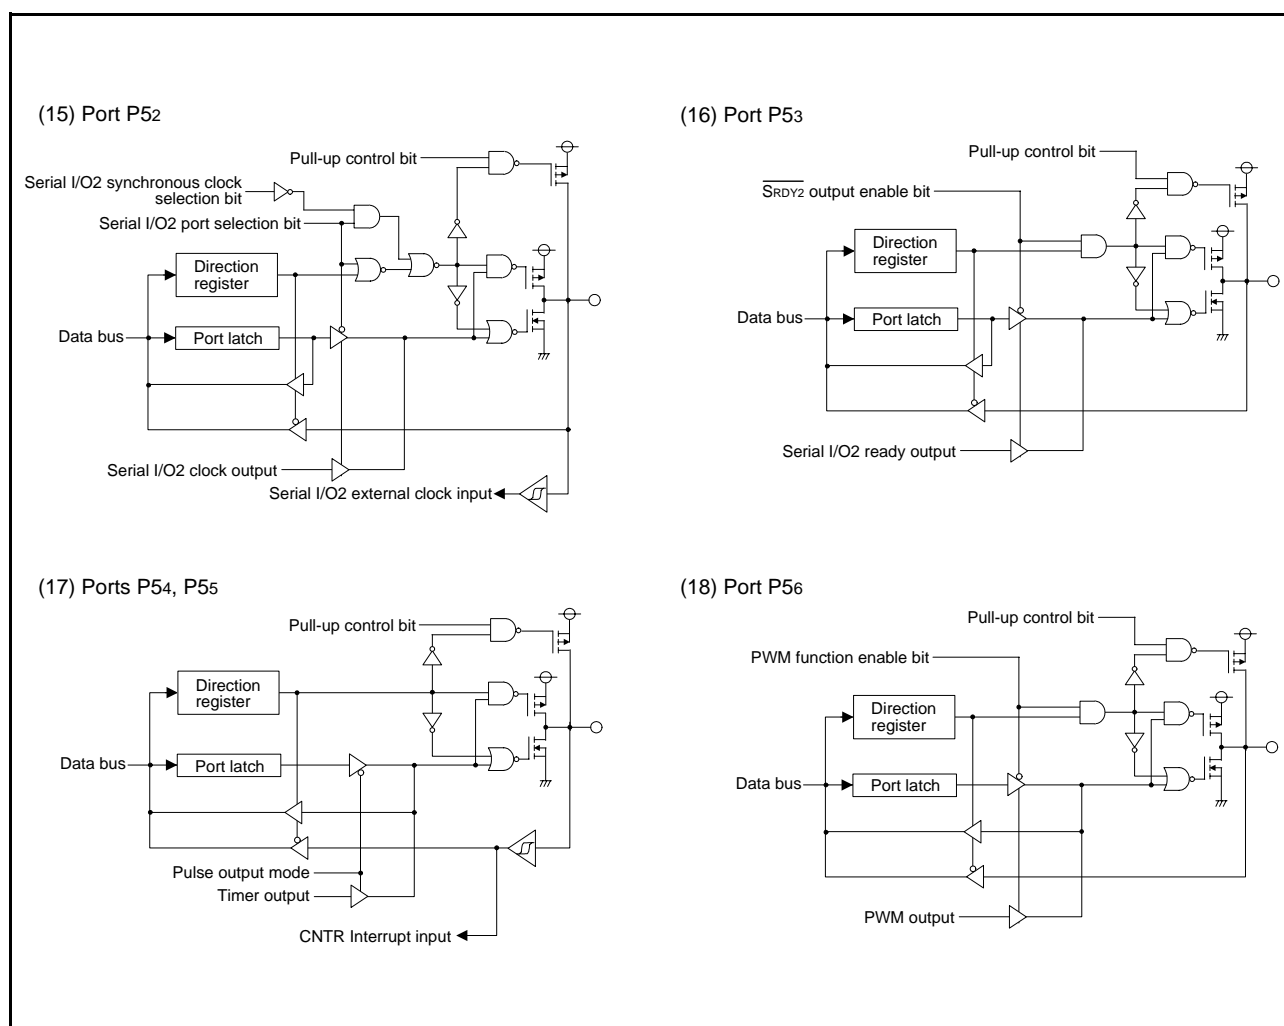 (15) Port P52
Pull-up control bit
Serial I/O2 synchronous clock
selection bit
Serial I/O2 port selection bit
Direction
register
Data bus
Port latch
Serial I/O2 clock output
Serial I/O2 external clock input
(16) Port P53
Pull-up control bit
SRDY2 output enable bit
Direction
register
Data bus
Port latch
Serial I/O2 ready output
(17) Ports P54, P55
Pull-up control bit
Direction
register
Data bus
Port latch
Pulse output mode
Timer output
CNTR Interrupt input
(18) Port P56
Pull-up control bit
PWM function enable bit
Direction
register
Data bus
Port latch
PWM output